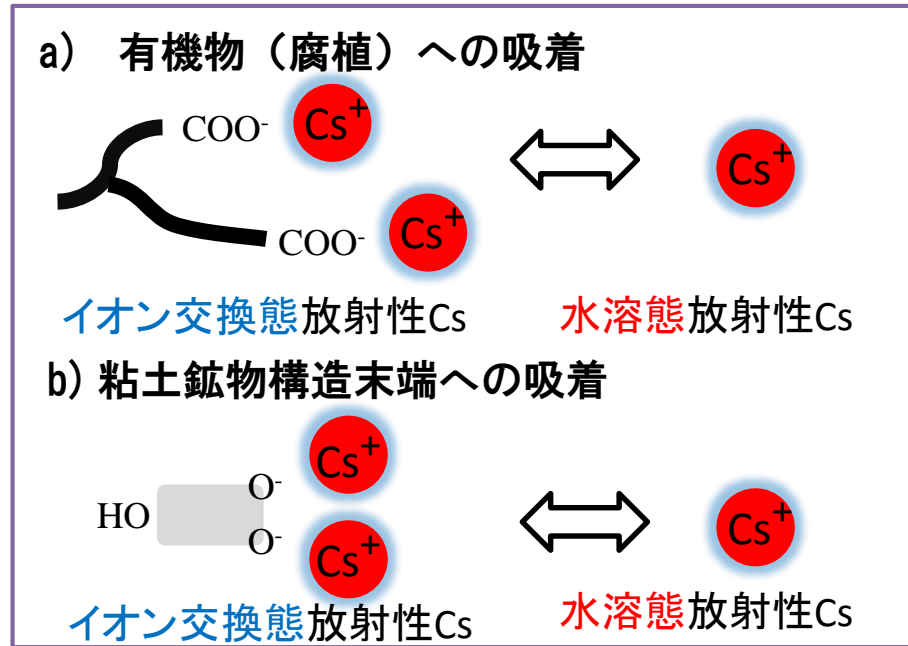 a) 有機物（腐植）への吸着
COO⁻ Cs⁺
Cs⁺
COO⁻ Cs⁺
イオン交換態放射性Cs 水溶態放射性Cs
b) 粘土鉱物構造末端への吸着
Cs⁺
O⁻
HO
Cs⁺
O⁻
Cs⁺
イオン交換態放射性Cs 水溶態放射性Cs